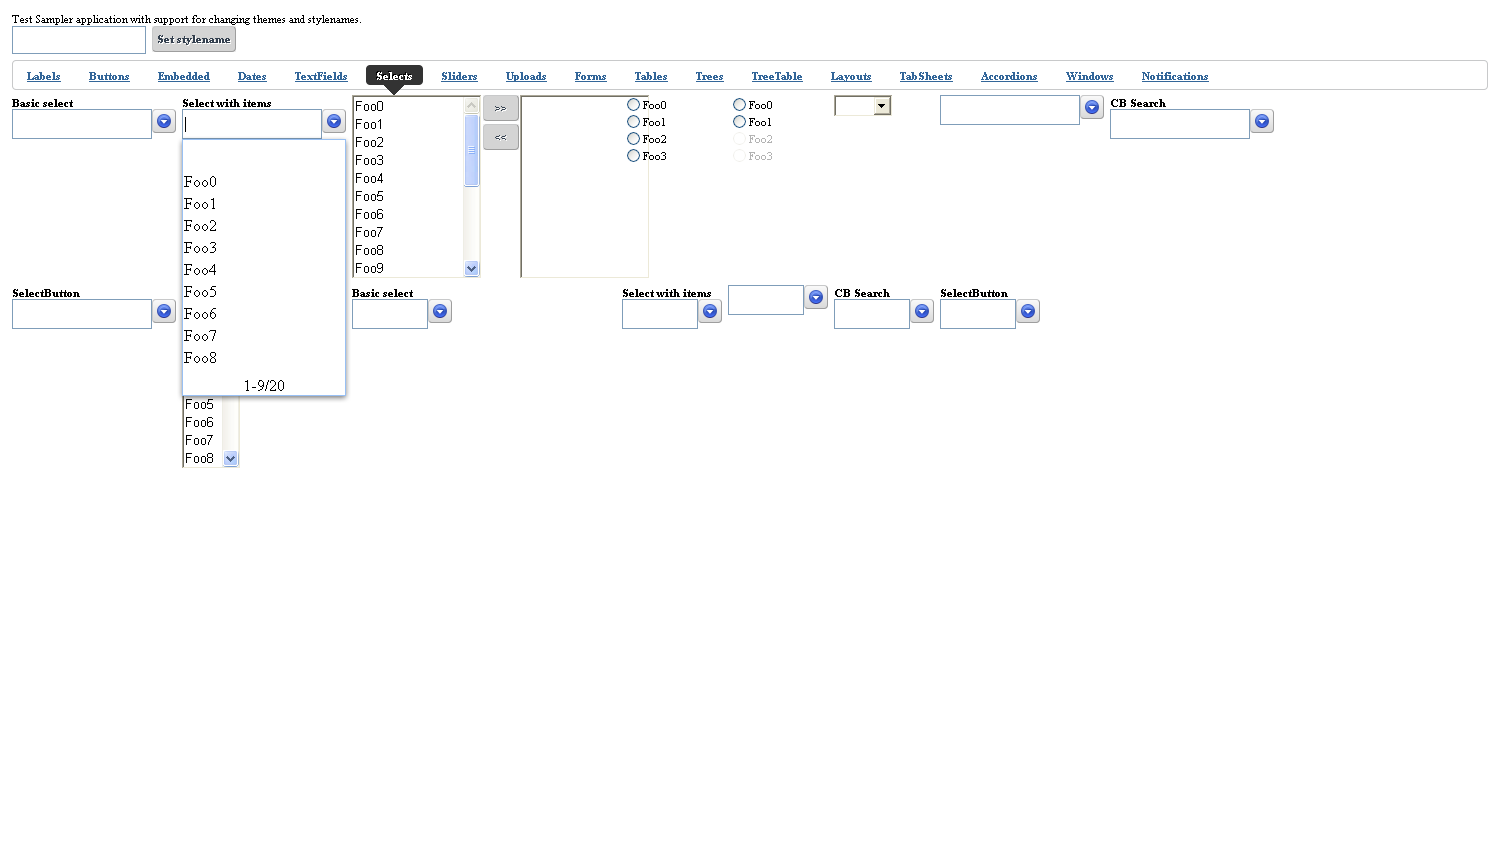 Test Sampler application with support for changing themes and stylenames.
Set stylename
Labels Buttons Embedded Dates TextFields Selects Sliders Uploads Forms Tables Trees TreeTable Layouts TabSheets Accordions Windows Notifications
Basic select
Select with items
Foo0
Foo1
Foo2
Foo3
Foo4
Foo5
Foo6
Foo7
Foo8
1-9/20
Foo0
Foo1
Foo2
Foo3
Foo4
Foo5
Foo6
Foo7
Foo8
Foo9
>>
<<
Foo0
Foo1
Foo2
Foo3
Foo0
Foo1
Foo2
Foo3
CB Search
SelectButton
Foo5
Foo6
Foo7
Foo8
Basic select
Select with items
CB Search
SelectButton